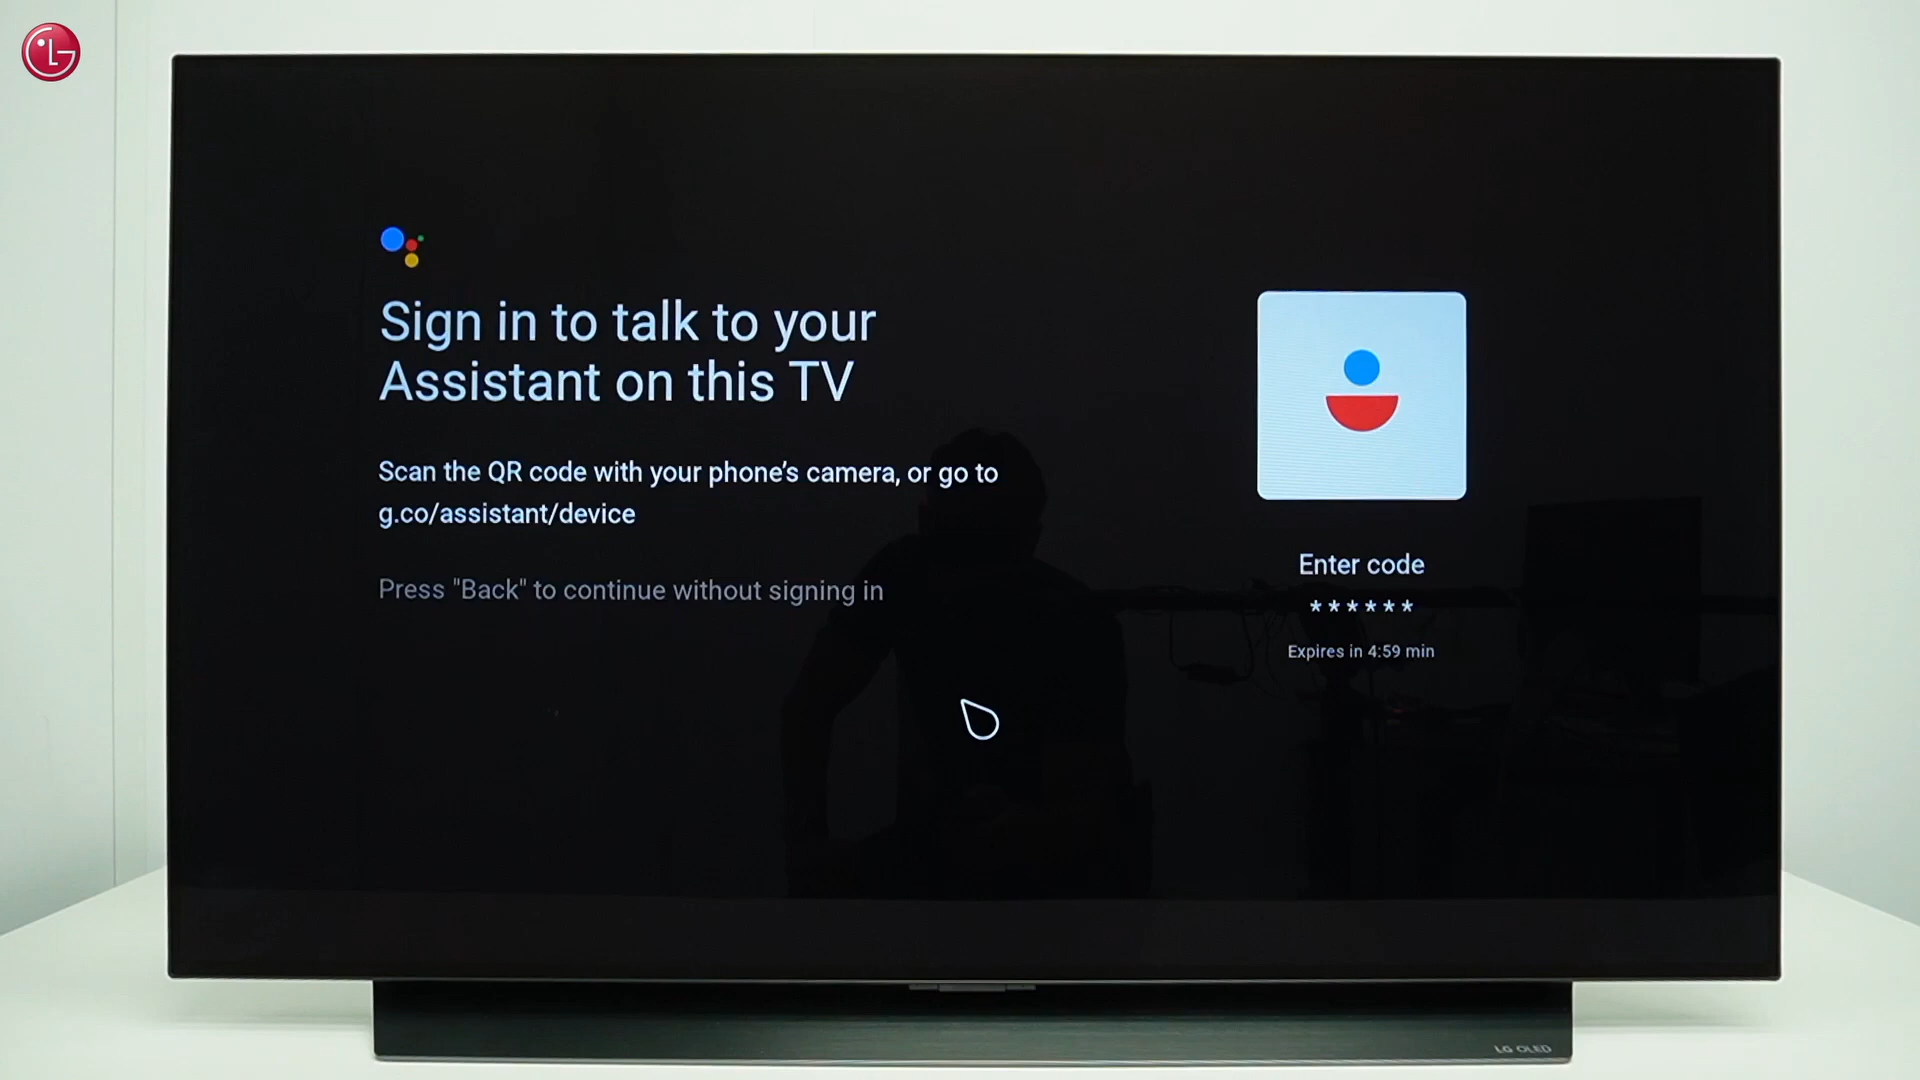 LG
Sign in to talk to your
Assistant on this TV
Scan the QR code with your phone’s camera, or go to
g.co/assistant/device
Press "Back" to continue without signing in
Enter code
******
Expires in 4:59 min
LG OLED